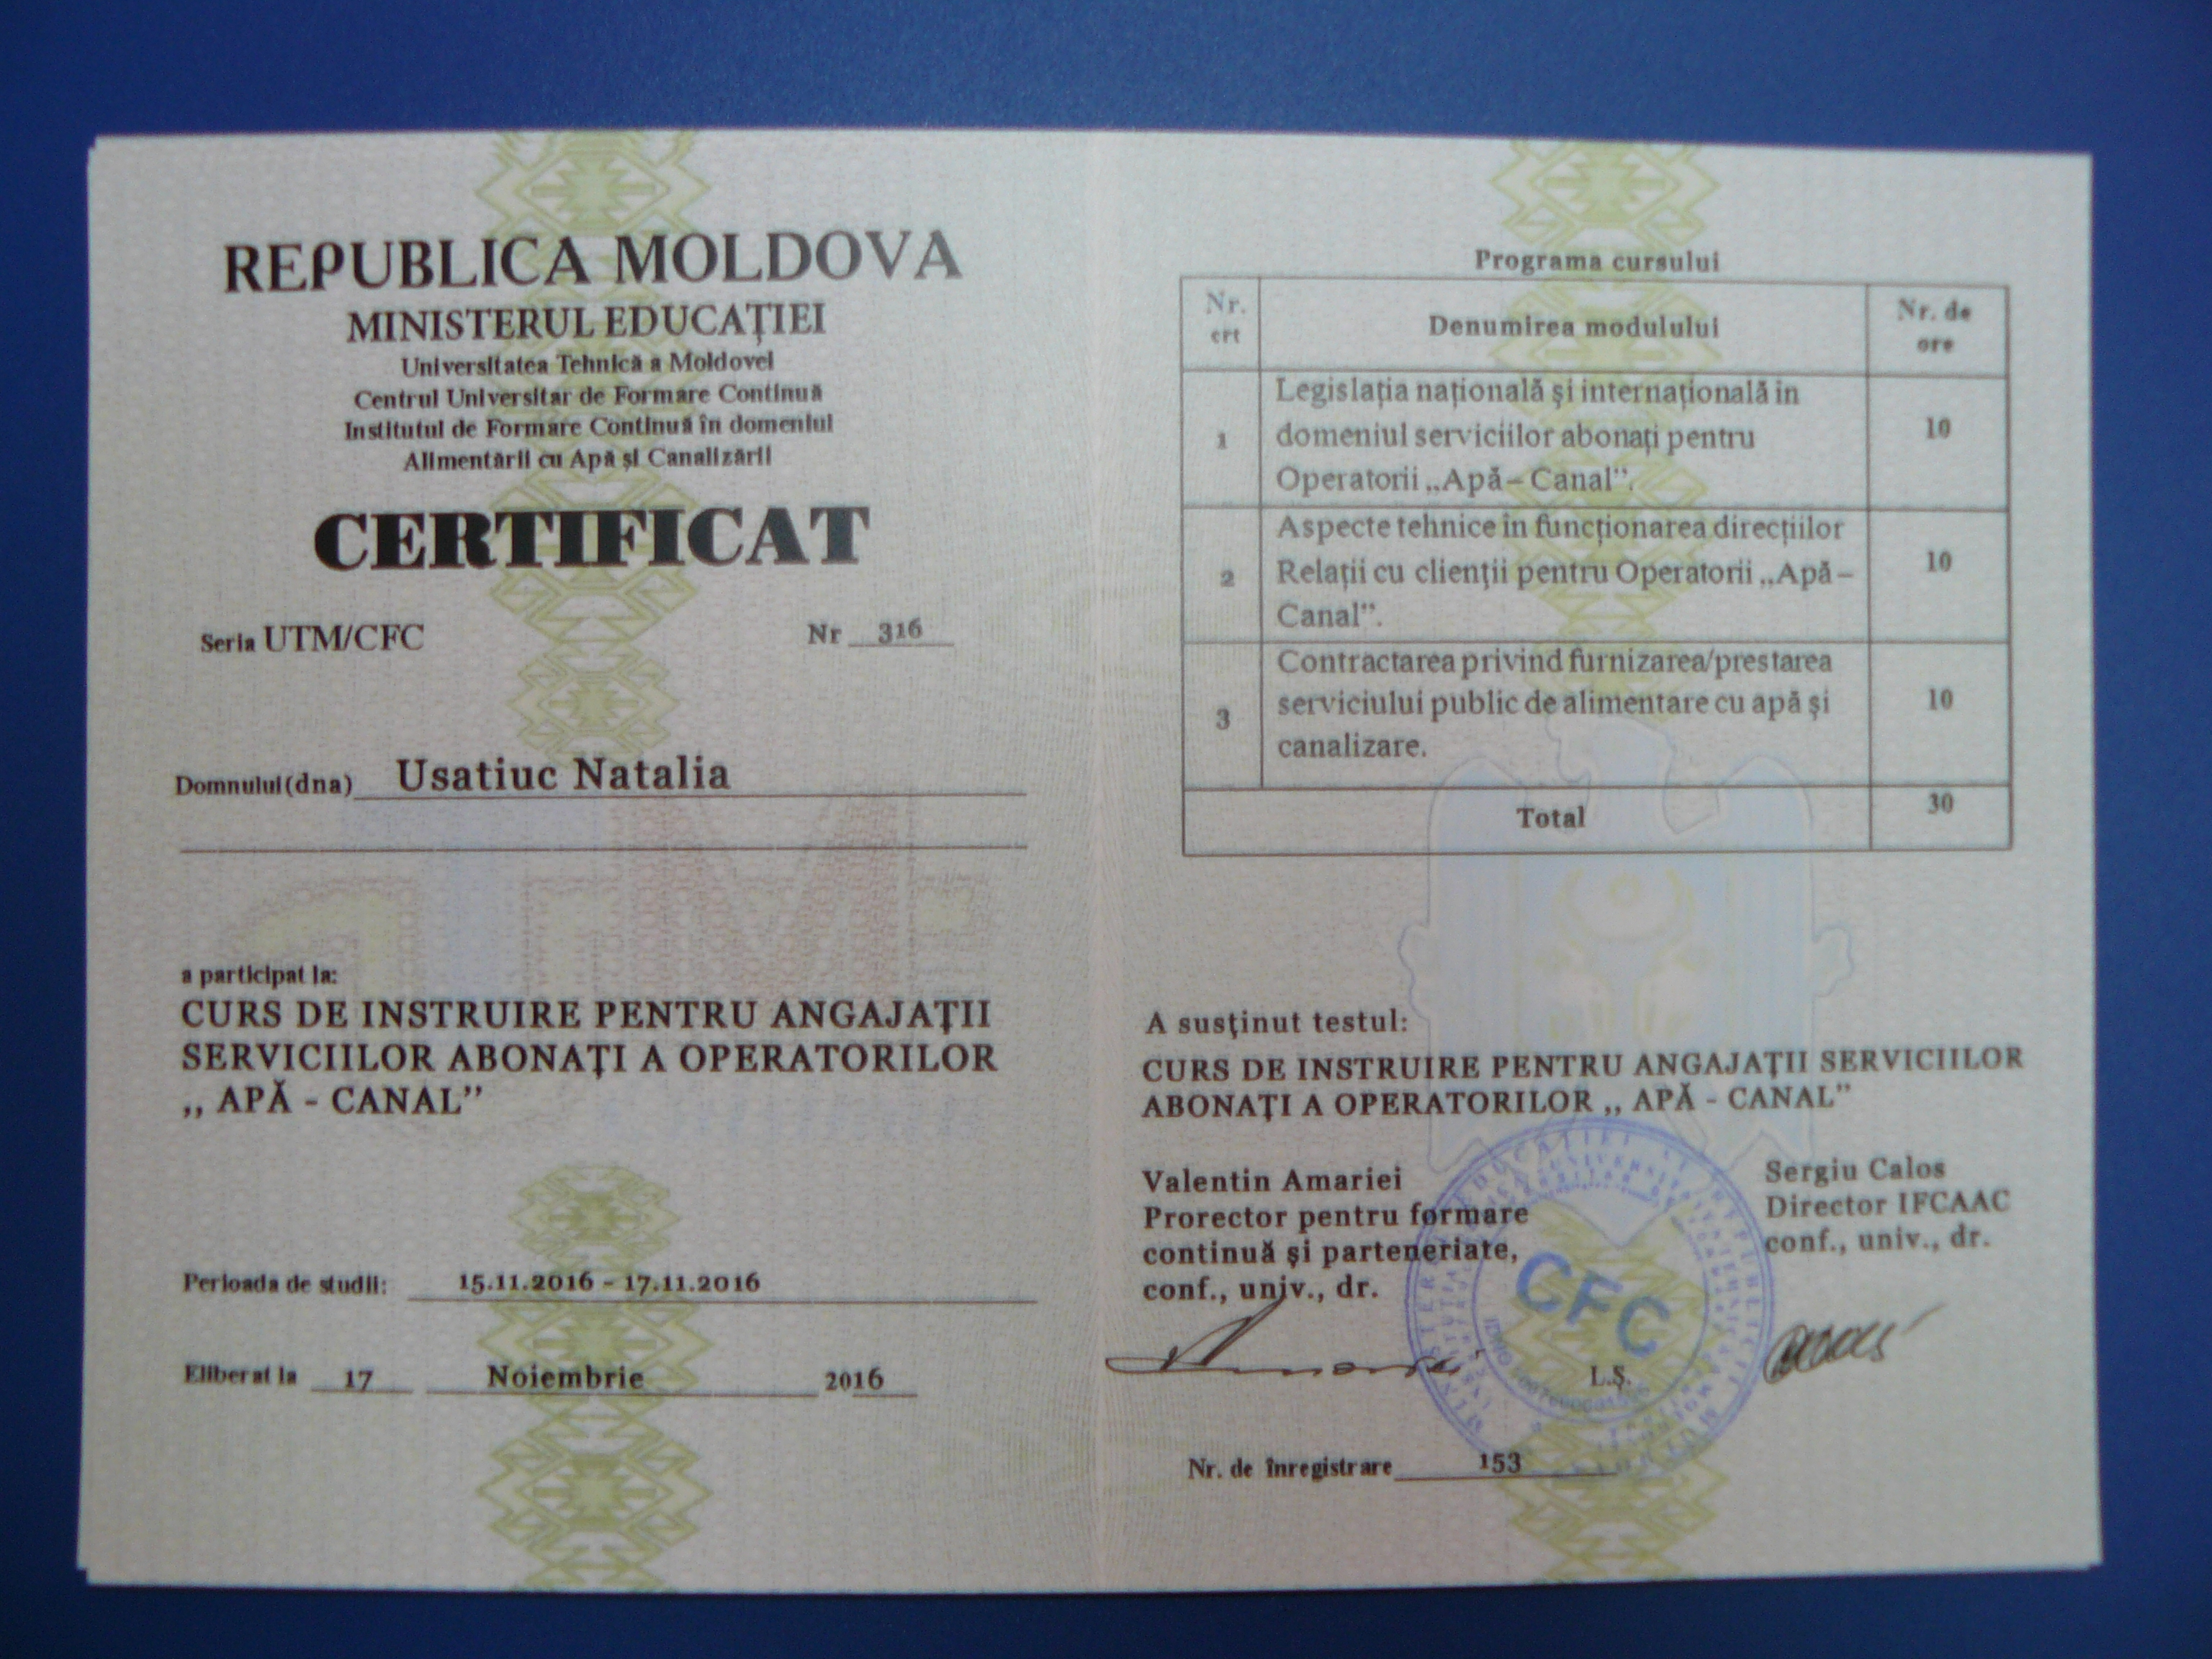 REPUBLICA MOLDOVA
MINISTERUL EDUCAȚIEI
Universitatea Tehnică a Moldovei
Centrul Universitar de Formare Continuă
Institutul de Formare Continuă în domeniul
Alimentării cu Apă și Canalizării
CERTIFICAT
Seria UTM/CFC Nr 316
Domnului(dna) Usatiuc Natalia
a participat la:
CURS DE INSTRUIRE PENTRU ANGAJAȚII
SERVICIILOR ABONAȚI A OPERATORILOR
„ APĂ - CANAL”
Perioada de studii: 15.11.2016 - 17.11.2016
Eliberat la 17 Noiembrie 2016
Programa cursului
Nr. crt Denumirea modulului Nr. de ore
1 Legislația națională și internațională in
domeniul serviciilor abonați pentru 10
Operatorii „Apă – Canal”.
Aspecte tehnice în funcționarea direcțiilor
2 Relații cu clienții pentru Operatorii „Apă – 10
Canal”.
Contractarea privind furnizarea/prestarea
3 serviciului public de alimentare cu apă și 10
canalizare.
Total 30
A susținut testul:
CURS DE INSTRUIRE PENTRU ANGAJAȚII SERVICIILOR
ABONAȚI A OPERATORILOR „ APĂ - CANAL”
Valentin Amariei
Prorector pentru formare
continuă și parteneriate,
conf., univ., dr.
Sergiu Calos
Director IFCAAC
conf., univ., dr.
CFC
L.Ș.
Nr. de înregistrare 153